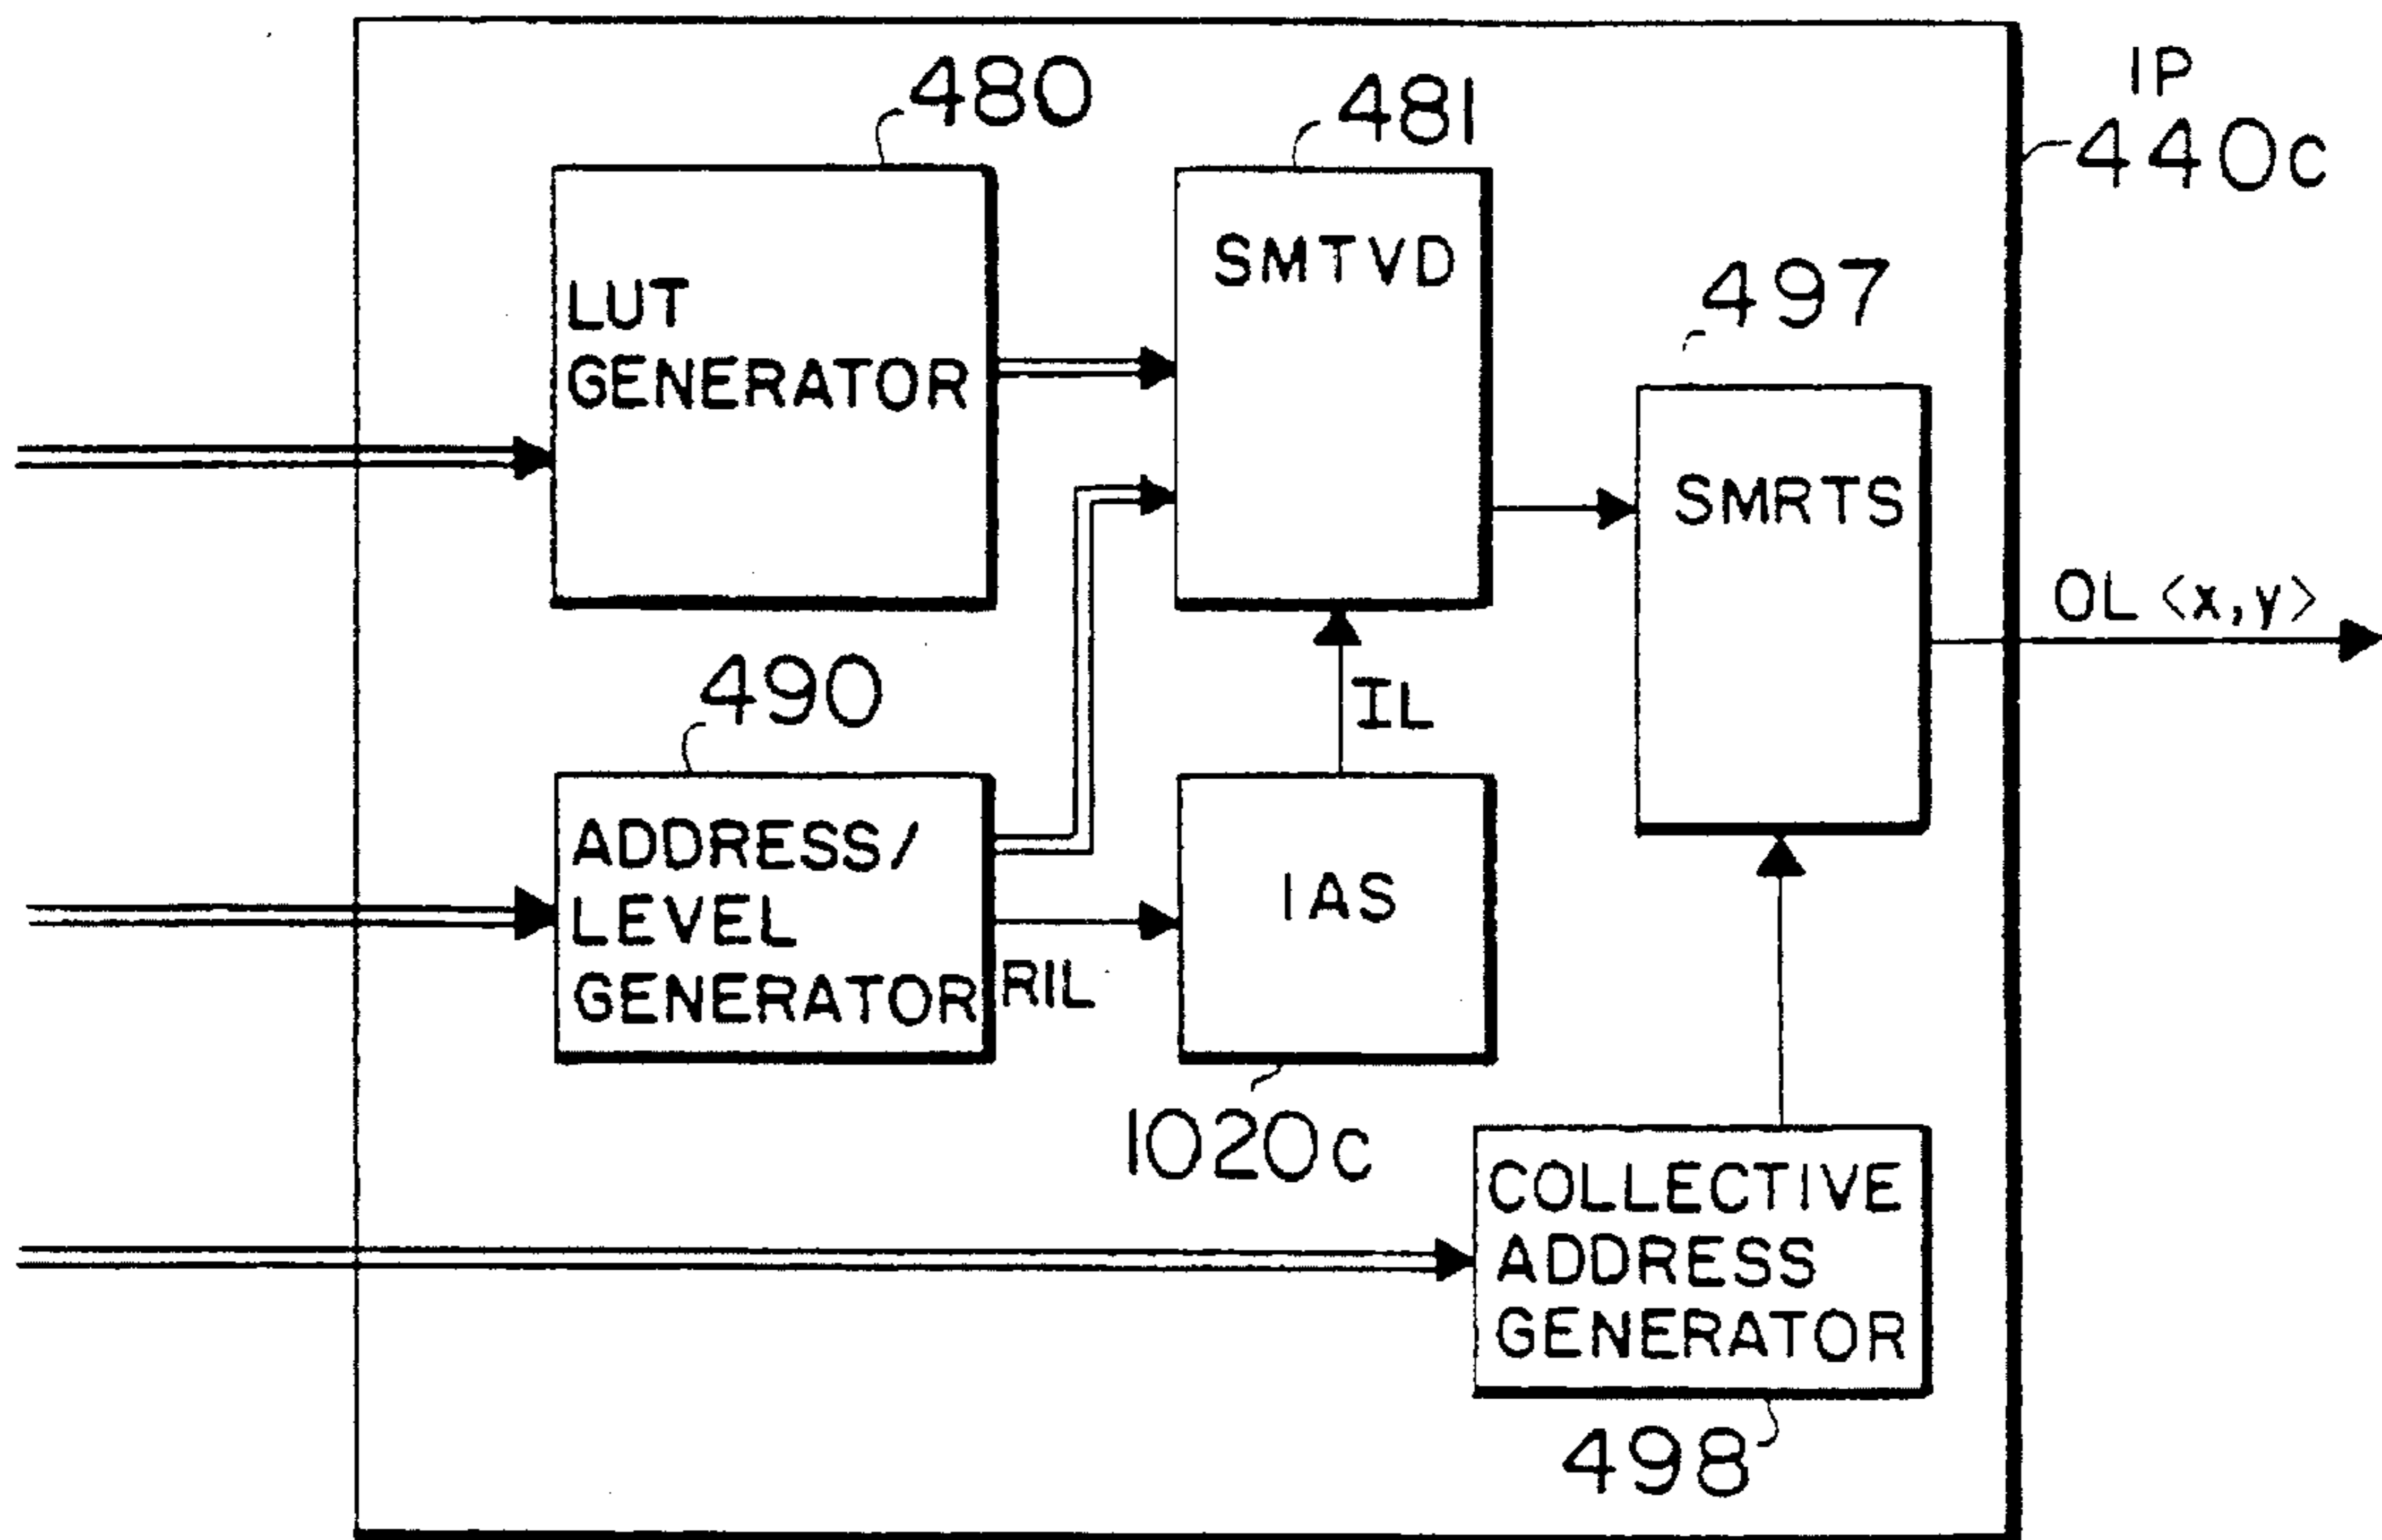 IP
440c
480
481
LUT
GENERATOR
SMTVD
497
SMRTS
OL <x,y>
490
IL
ADDRESS/
LEVEL
GENERATOR
RIL
IAS
1020c
COLLECTIVE
ADDRESS
GENERATOR
498